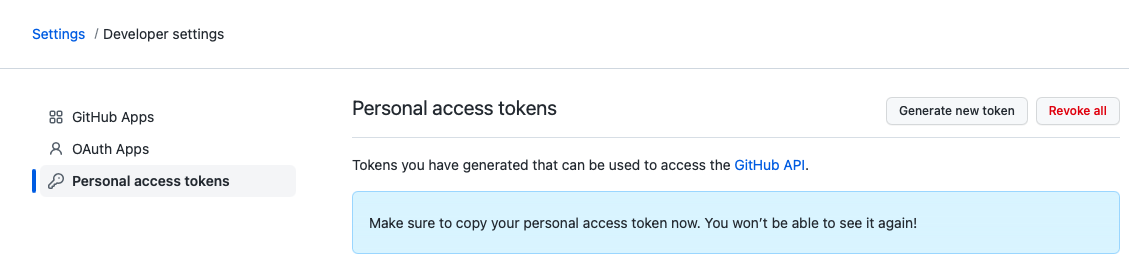 Settings / Developer settings
GitHub Apps
OAuth Apps
Personal access tokens
Personal access tokens
Generate new token
Revoke all
Tokens you have generated that can be used to access the GitHub API.
Make sure to copy your personal access token now. You won’t be able to see it again!